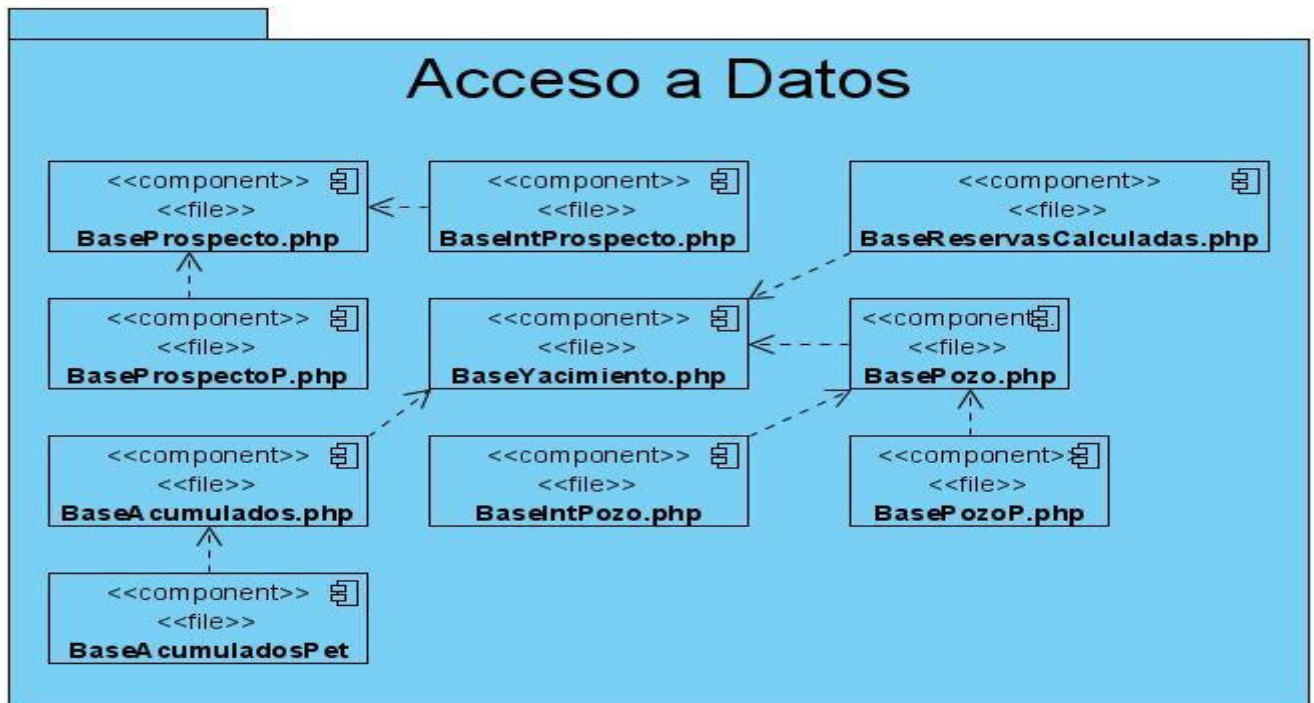 Acceso a Datos
<<component>>
<<file>>
BaseProspecto.php
<<component>>
<<file>>
BaseIntProspecto.php
<<component>>
<<file>>
BaseReservasCalculadas.php
<<component>>
<<file>>
BaseProspectoP.php
<<component>>
<<file>>
BaseYacimiento.php
<<component..
<<file>>
BasePozo.php
<<component>>
<<file>>
BaseAcumulados.php
<<component>>
<<file>>
BaseIntPozo.php
<<component>>
<<file>>
BasePozoP.php
<<component>>
<<file>>
BaseAcumuladosPet